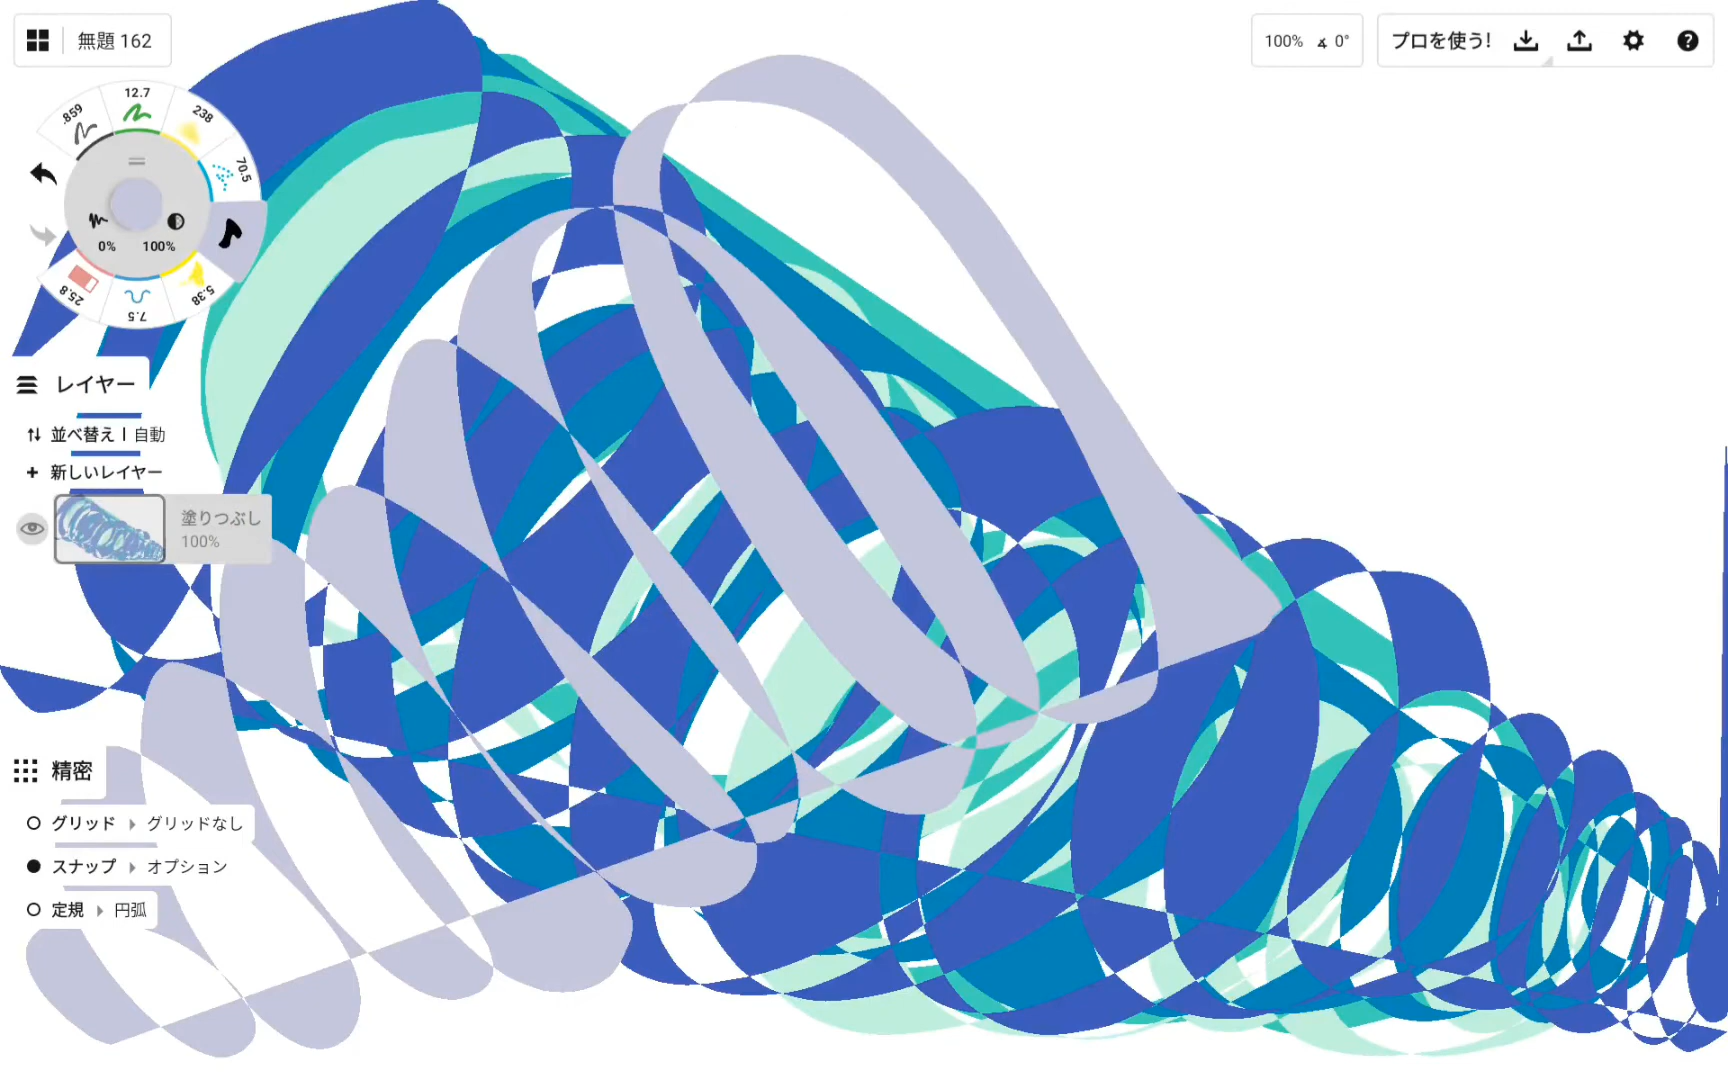 無題 162
100% 0°
プロを使う!
.859
12.7
238
70.5
0% 100%
25.8
7.5
5.38
レイヤー
並べ替え | 自動
+ 新しいレイヤー
塗りつぶし
100%
精密
グリッド ▸ グリッドなし
スナップ ▸ オプション
定規 ▸ 円弧